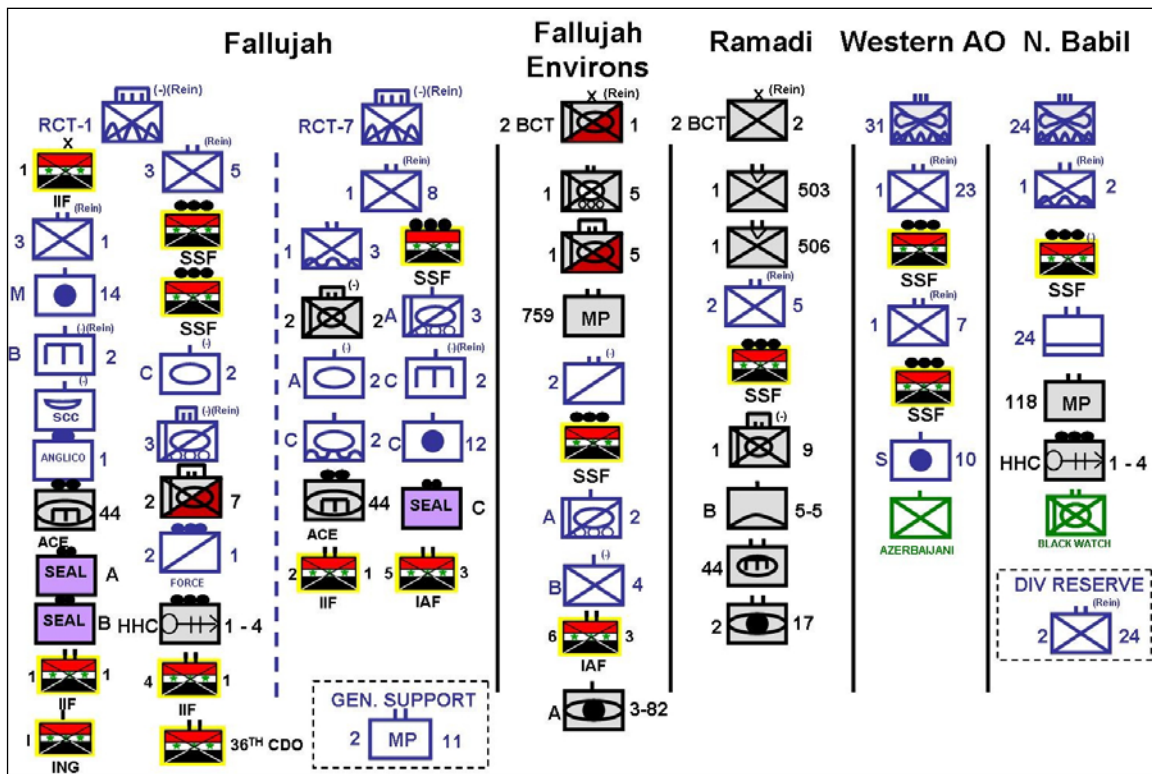 Fallujah
Fallujah
Environs
Ramadi
Western AO
N. Babil
(-)(Rein)
RCT-1
X
1
IIF
(Rein)
3 1
M 14
(-)(Rein)
B 2
(-)
SCC
ANGLICO 1
44
ACE
SEAL A
SEAL B
1 1
IIF
I
ING
(Rein)
3 5
SSF
SSF
(-)
C 2
(-)(Rein)
3
2 7
2 1
FORCE
HHC 1 - 4
4 1
IIF
36TH CDO
(-)(Rein)
RCT-7
(Rein)
1 8
1 3
SSF
(-)
2 2
A 3
(-)
A 2
(-)(Rein)
C 2
C 2
C 12
44
ACE
SEAL C
2 1
IIF
5 3
IAF
GEN. SUPPORT
2 MP 11
X (Rein)
2 BCT 1
1 5
1 5
759 MP
(-)
2
SSF
A 2
(-)
B 4
6 3
IAF
A 3-82
X (Rein)
2 BCT 2
1 503
1 506
(Rein)
2 5
SSF
(-)
1 9
B 5-5
44
2 17
31
(Rein)
1 23
SSF
(Rein)
1 7
SSF
S 10
AZERBAIJANI
24
(Rein)
1 2
(-)
SSF
24
118 MP
HHC 1 - 4
BLACK WATCH
DIV RESERVE
(Rein)
2 24